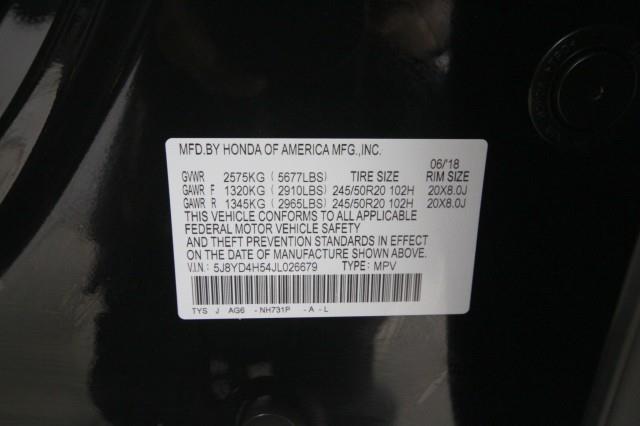 MFD.BY HONDA OF AMERICA MFG.,INC.
06/'18
GVWR 2575KG ( 5677LBS) TIRE SIZE RIM SIZE
GAWR F 1320KG ( 2910LBS) 245/50R20 102H 20X8.0J
GAWR R 1345KG ( 2965LBS) 245/50R20 102H 20X8.0J
THIS VEHICLE CONFORMS TO ALL APPLICABLE
FEDERAL MOTOR VEHICLE SAFETY
AND THEFT PREVENTION STANDARDS IN EFFECT
ON THE DATE OF MANUFACTURE SHOWN ABOVE.
V.I.N.: 5J8YD4H54JL026679 TYPE: MPV
TYS J AG6 - NH731P - A - L